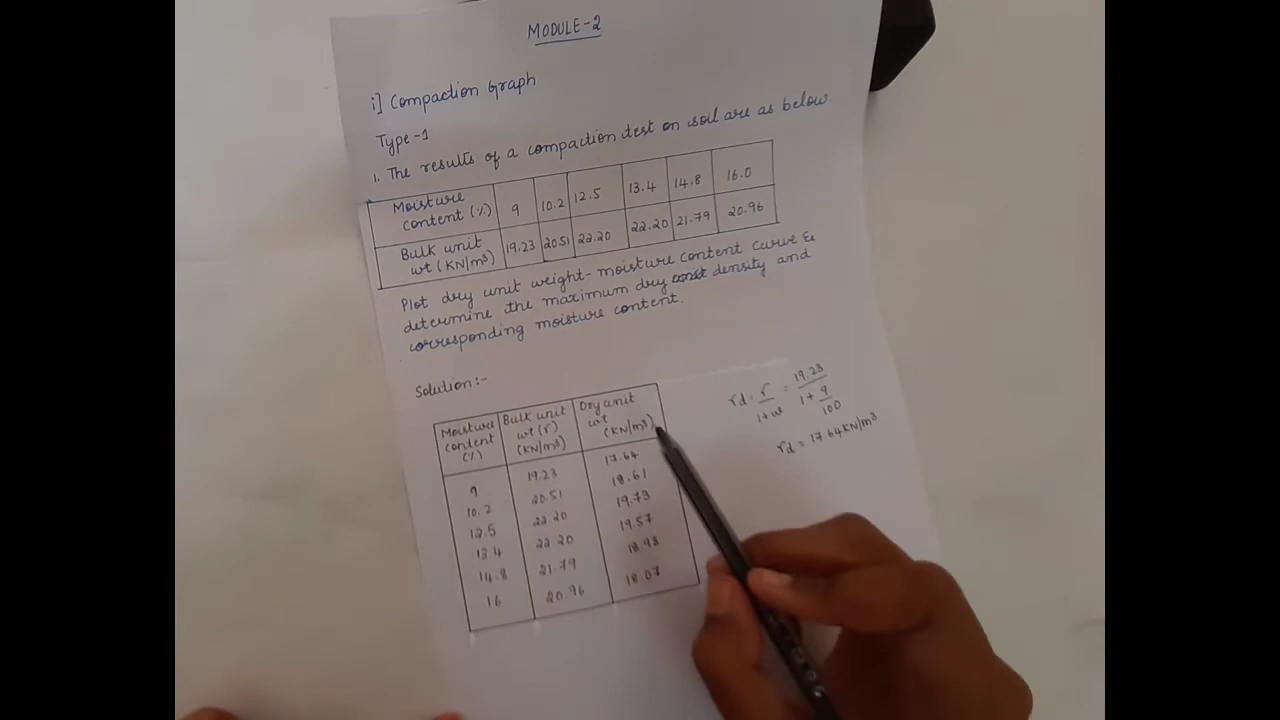 MODULE-2
i] Compaction Graph
Type-1
1. The results of a compaction test on soil are as below.
Moisture content (%) 9 10.2 12.5 13.4 14.8 16.0
Bulk unit wt (KN/m³) 19.23 20.51 22.20 22.20 21.79 20.96
Plot dry unit weight-moisture content curve &
determine the maximum dry density and
corresponding moisture content.
Solution:-
Moisture content (%) Bulk unit wt (r) (KN/m³) Dry unit wt (KN/m³)
9 19.23 17.64
10.2 20.51 18.61
12.5 22.20 19.73
13.4 22.20 19.57
14.8 21.79 18.98
16 20.96 18.07
rd = r/1+w = 19.23/1+9/100
rd = 17.64KN/m³